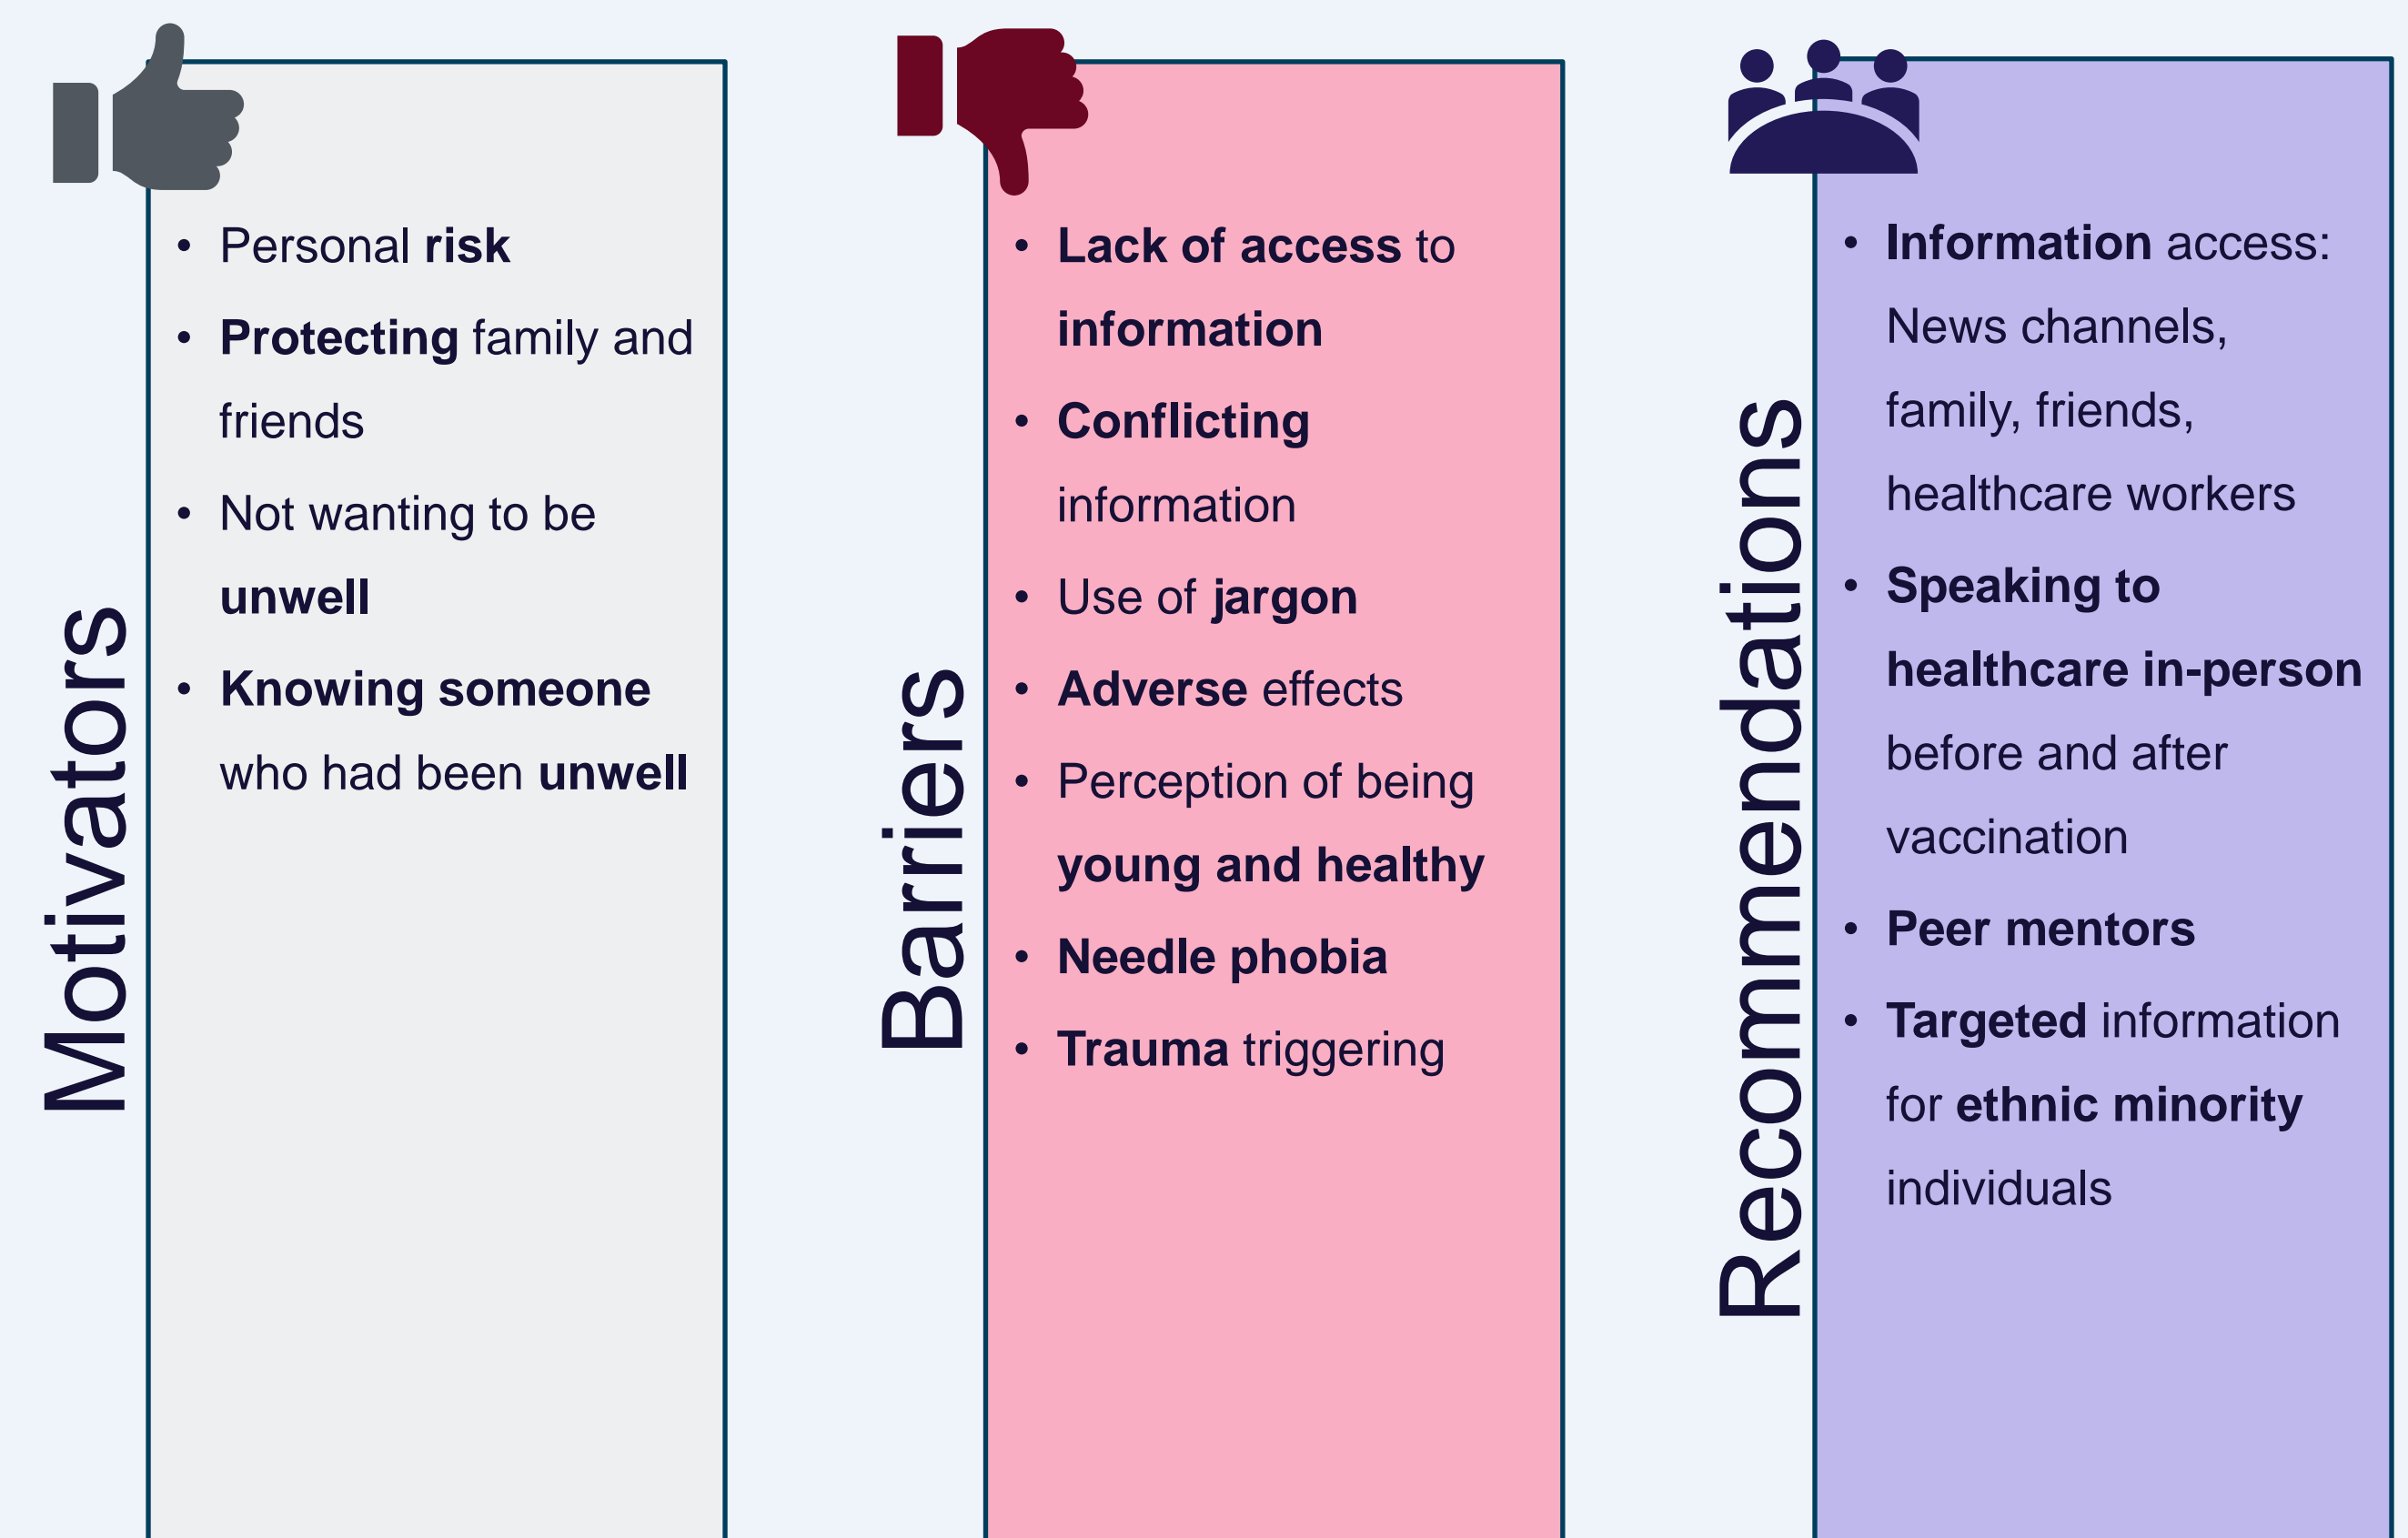 Motivators
• Personal risk
• Protecting family and
friends
• Not wanting to be
unwell
• Knowing someone
who had been unwell
Barriers
• Lack of access to
information
• Conflicting
information
• Use of jargon
• Adverse effects
• Perception of being
young and healthy
• Needle phobia
• Trauma triggering
Recommendations
• Information access:
News channels,
family, friends,
healthcare workers
• Speaking to
healthcare in-person
before and after
vaccination
• Peer mentors
• Targeted information
for ethnic minority
individuals